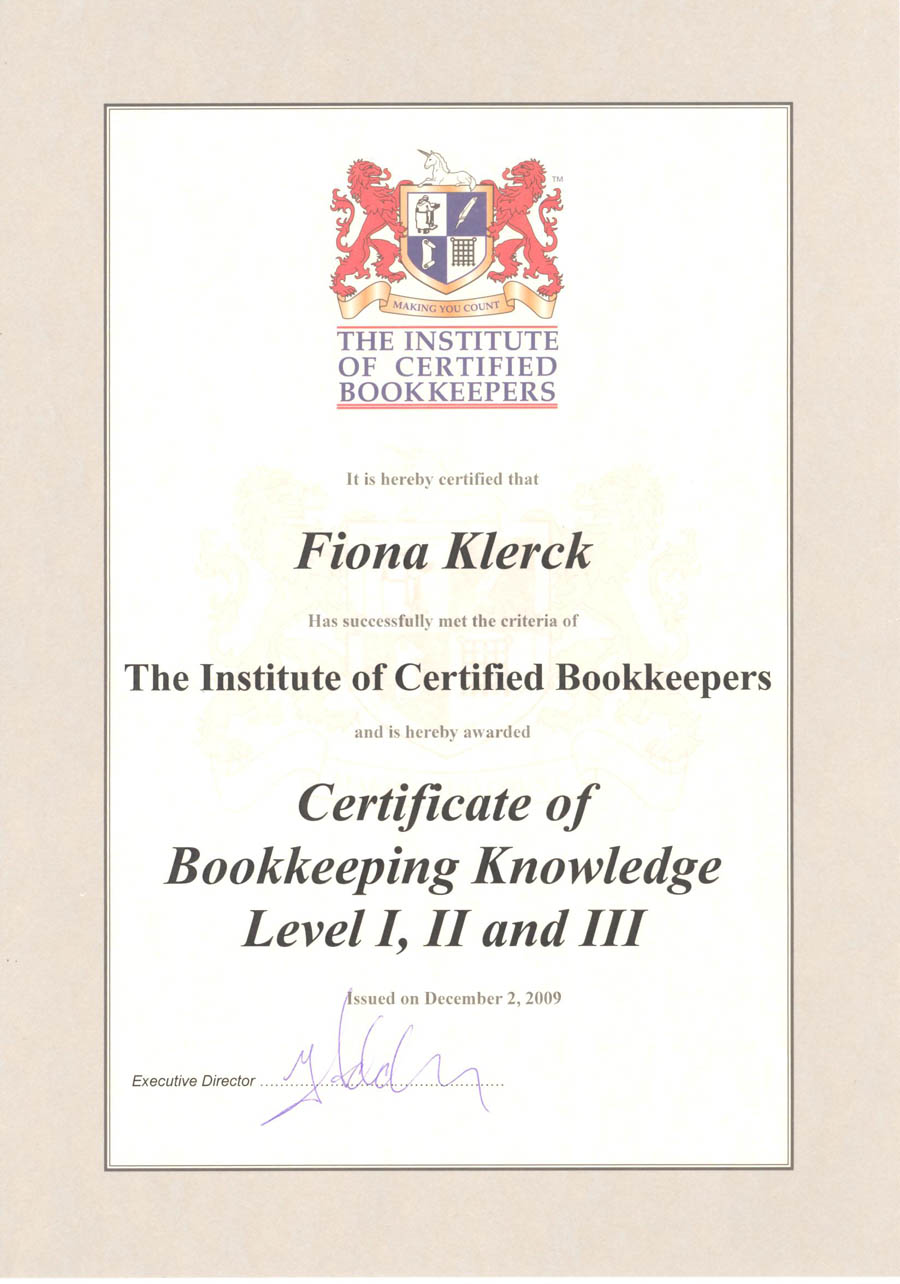 TM
MAKING YOU COUNT
THE INSTITUTE
OF CERTIFIED
BOOKKEEPERS
It is hereby certified that
Fiona Klerck
Has successfully met the criteria of
The Institute of Certified Bookkeepers
and is hereby awarded
Certificate of
Bookkeeping Knowledge
Level I, II and III
Issued on December 2, 2009
Executive Director ........................................................